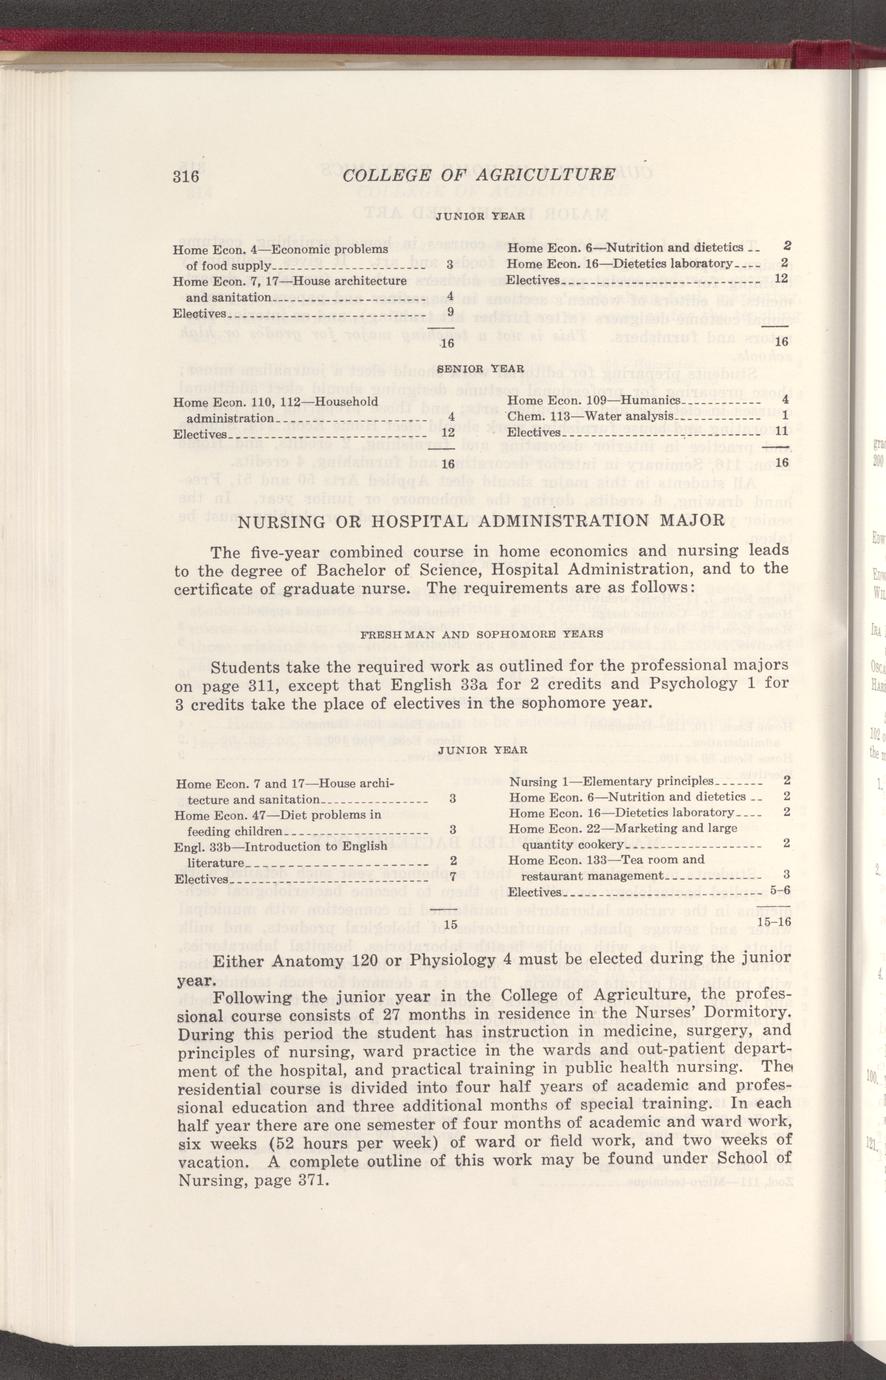 316 COLLEGE OF AGRICULTURE
JUNIOR YEAR
Home Econ. 4—Economic problems
of food supply 3
Home Econ. 7, 17—House architecture
and sanitation 4
Electives 9
16
Home Econ. 6—Nutrition and dietetics 2
Home Econ. 16—Dietetics laboratory 2
Electives 12
16
SENIOR YEAR
Home Econ. 110, 112—Household
administration 4
Electives 12
16
Home Econ. 109—Humanics 4
Chem. 113—Water analysis 1
Electives 11
16
NURSING OR HOSPITAL ADMINISTRATION MAJOR
The five-year combined course in home economics and nursing leads
to the degree of Bachelor of Science, Hospital Administration, and to the
certificate of graduate nurse. The requirements are as follows:
FRESHMAN AND SOPHOMORE YEARS
Students take the required work as outlined for the professional majors
on page 311, except that English 33a for 2 credits and Psychology 1 for
3 credits take the place of electives in the sophomore year.
JUNIOR YEAR
Home Econ. 7 and 17—House archi-
tecture and sanitation 3
Home Econ. 47—Diet problems in
feeding children 3
Engl. 33b—Introduction to English
literature 2
Electives 7
15
Nursing 1—Elementary principles 2
Home Econ. 6—Nutrition and dietetics 2
Home Econ. 16—Dietetics laboratory 2
Home Econ. 22—Marketing and large
quantity cookery 2
Home Econ. 133—Tea room and
restaurant management 3
Electives 5-6
15-16
Either Anatomy 120 or Physiology 4 must be elected during the junior
year.
Following the junior year in the College of Agriculture, the profes-
sional course consists of 27 months in residence in the Nurses' Dormitory.
During this period the student has instruction in medicine, surgery, and
principles of nursing, ward practice in the wards and out-patient depart-
ment of the hospital, and practical training in public health nursing. The
residential course is divided into four half years of academic and profes-
sional education and three additional months of special training. In each
half year there are one semester of four months of academic and ward work,
six weeks (52 hours per week) of ward or field work, and two weeks of
vacation. A complete outline of this work may be found under School of
Nursing, page 371.